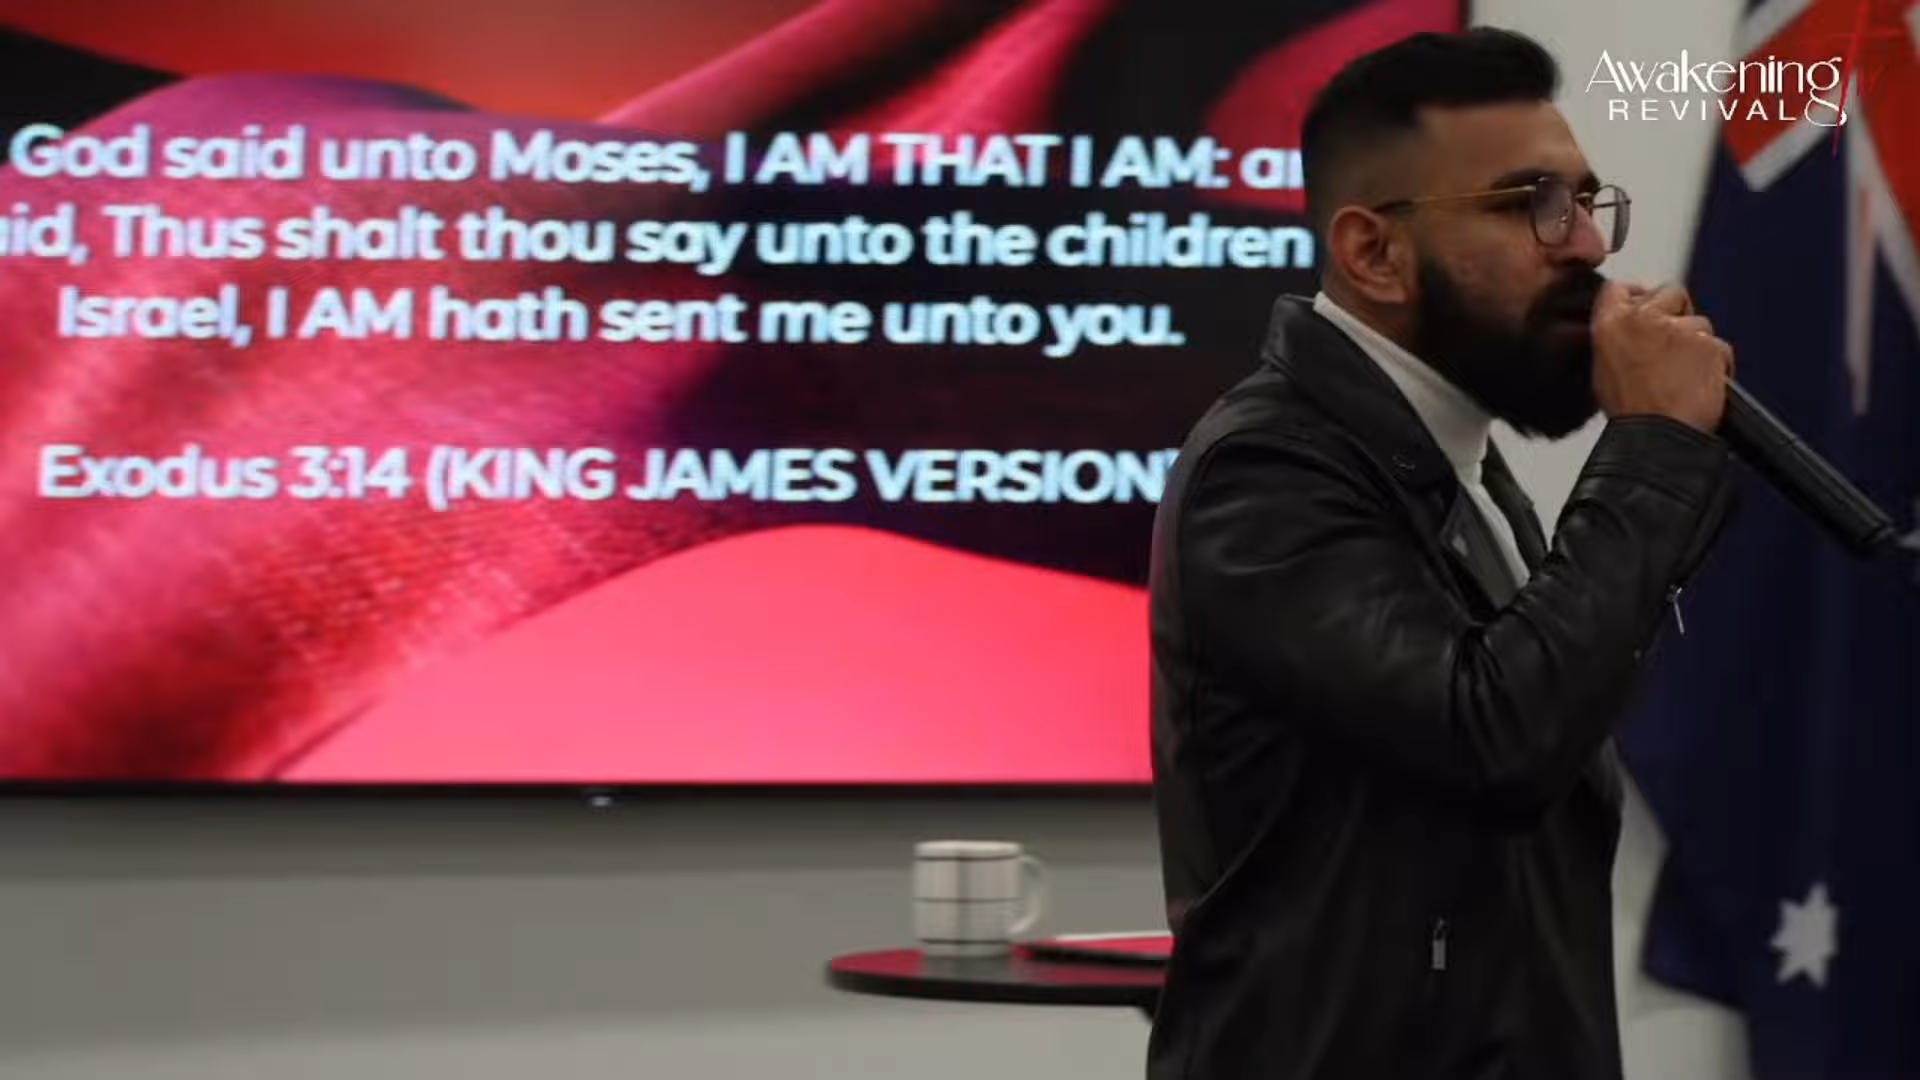 God said unto Moses, I AM THAT I AM:
Thus shalt thou say unto the children
Israel, I AM hath sent me unto you.
Exodus 3:14 (KING JAMES VERSION)
Awakening
REVIVAL